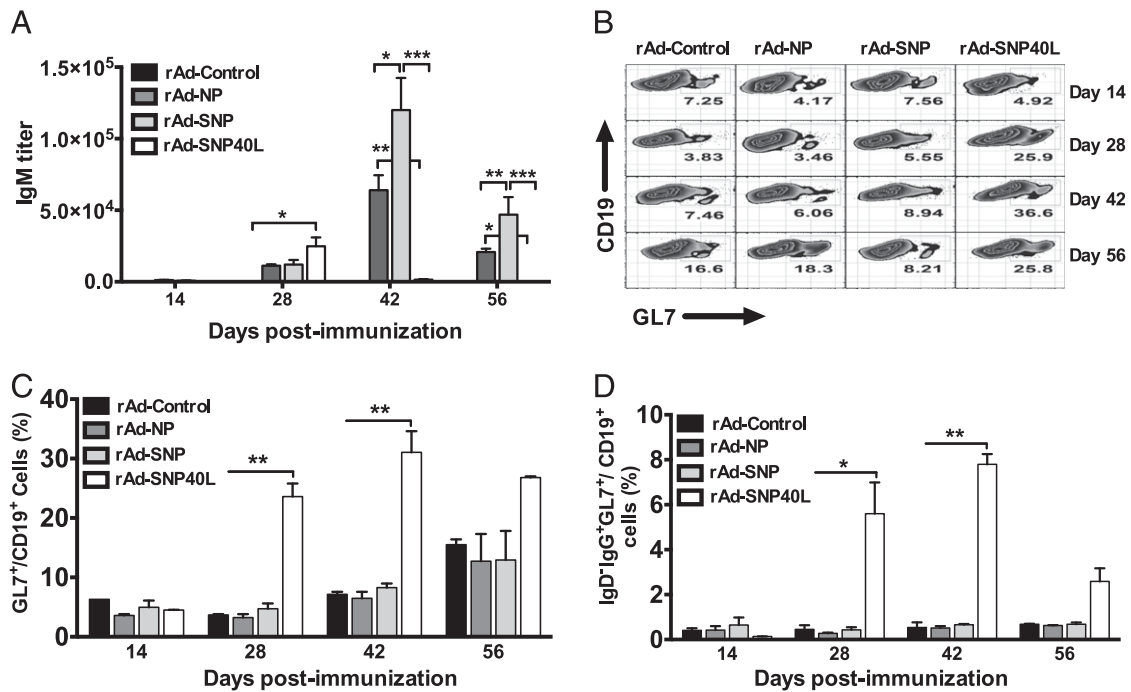 A
rAd-Control
rAd-NP
rAd-SNP
rAd-SNP40L
IgM titer
1.5×10⁵
1.0×10⁵
5.0×10⁴
0.0
* ***
**
** ***
*
*
14 28 42 56
Days post-immunization
B
rAd-Control rAd-NP rAd-SNP rAd-SNP40L
7.25 4.17 7.56 4.92 Day 14
3.83 3.46 5.55 25.9 Day 28
7.46 6.06 8.94 36.6 Day 42
16.6 18.3 8.21 25.8 Day 56
CD19
GL7
C
rAd-Control
rAd-NP
rAd-SNP
rAd-SNP40L
GL7⁺/CD19⁺ Cells (%)
40
30
20
10
0
**
**
14 28 42 56
Days post-immunization
D
rAd-Control
rAd-NP
rAd-SNP
rAd-SNP40L
IgD⁻IgG⁺GL7⁺/ CD19⁺
cells (%)
10
8
6
4
2
0
*
**
14 28 42 56
Days post-immunization